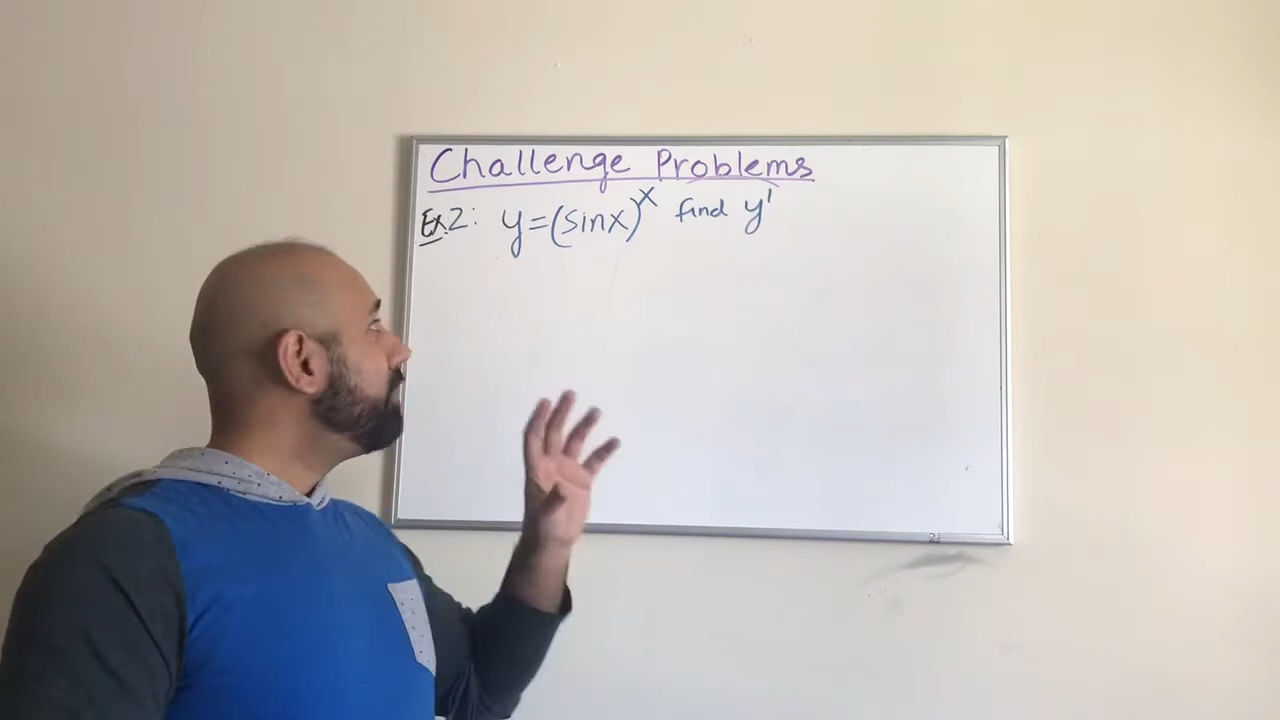 Challenge Problems
Ex2: y=(sinx)^x find y'